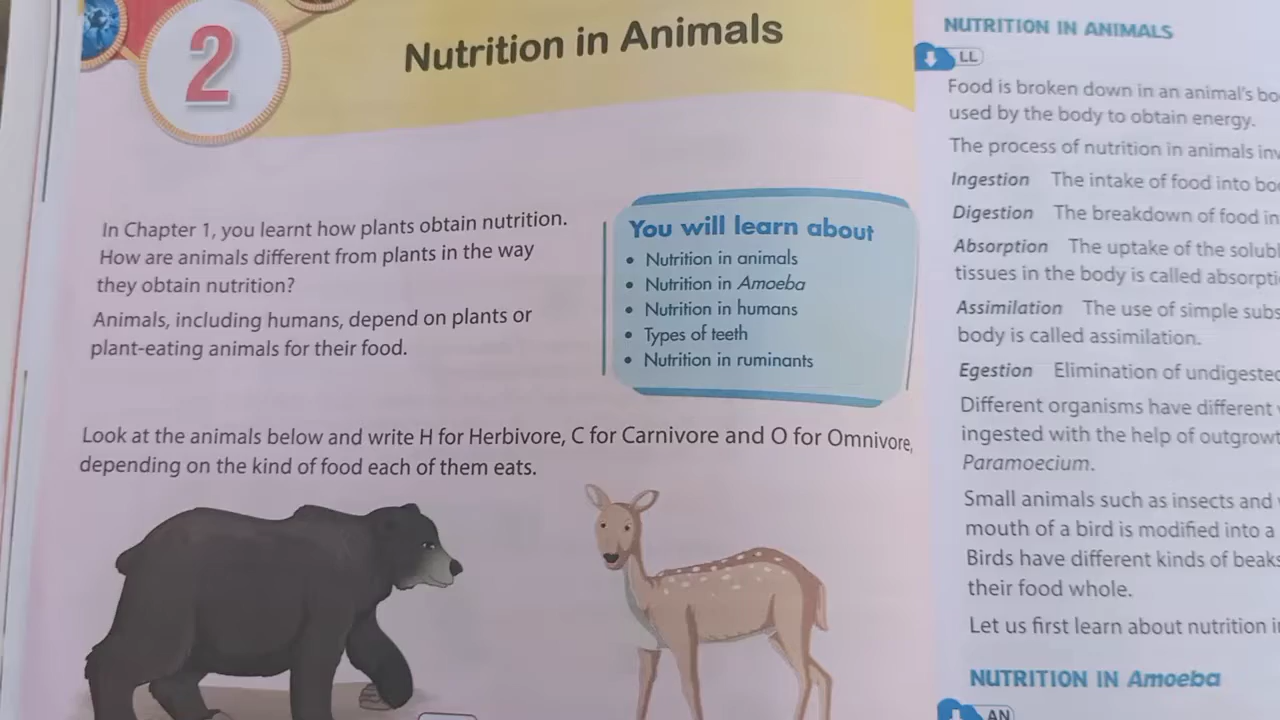 2
Nutrition in Animals
In Chapter 1, you learnt how plants obtain nutrition.
How are animals different from plants in the way
they obtain nutrition?
Animals, including humans, depend on plants or
plant-eating animals for their food.
You will learn about
• Nutrition in animals
• Nutrition in Amoeba
• Nutrition in humans
• Types of teeth
• Nutrition in ruminants
Look at the animals below and write H for Herbivore, C for Carnivore and O for Omnivore,
depending on the kind of food each of them eats.
NUTRITION IN ANIMALS
LL
Food is broken down in an animal's
used by the body to obtain energy.
The process of nutrition in animals
Ingestion The intake of food into
Digestion The breakdown of food
Absorption The uptake of the
tissues in the body is called
Assimilation The use of simple
body is called assimilation.
Egestion Elimination of
Different organisms have different
ingested with the help of
Paramoecium.
Small animals such as insects and
mouth of a bird is modified into a
Birds have different kinds of
their food whole.
Let us first learn about nutrition
NUTRITION IN Amoeba
AN